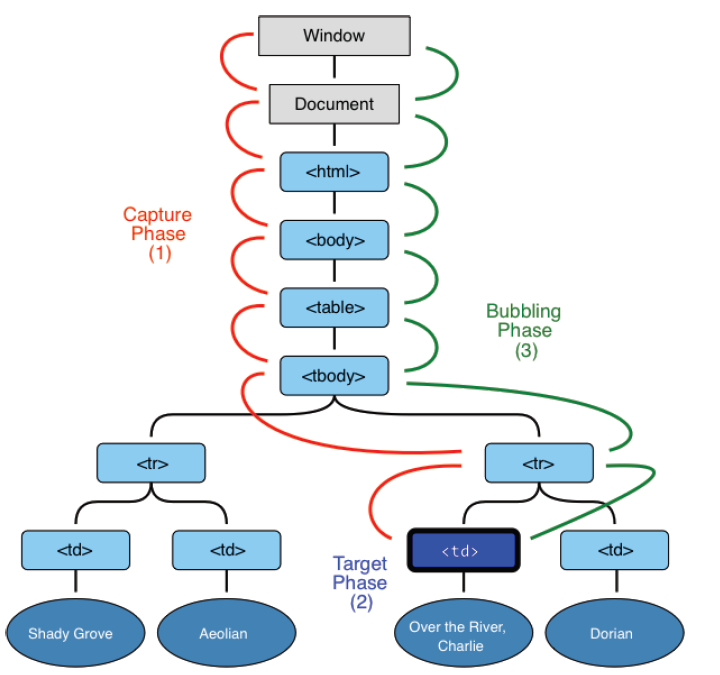 Window
Document
<html>
Capture
Phase
(1)
<body>
<table>
Bubbling
Phase
(3)
<tbody>
<tr>
<tr>
<td>
<td>
<td>
<td>
Target
Phase
(2)
Shady Grove
Aeolian
Over the River,
Charlie
Dorian